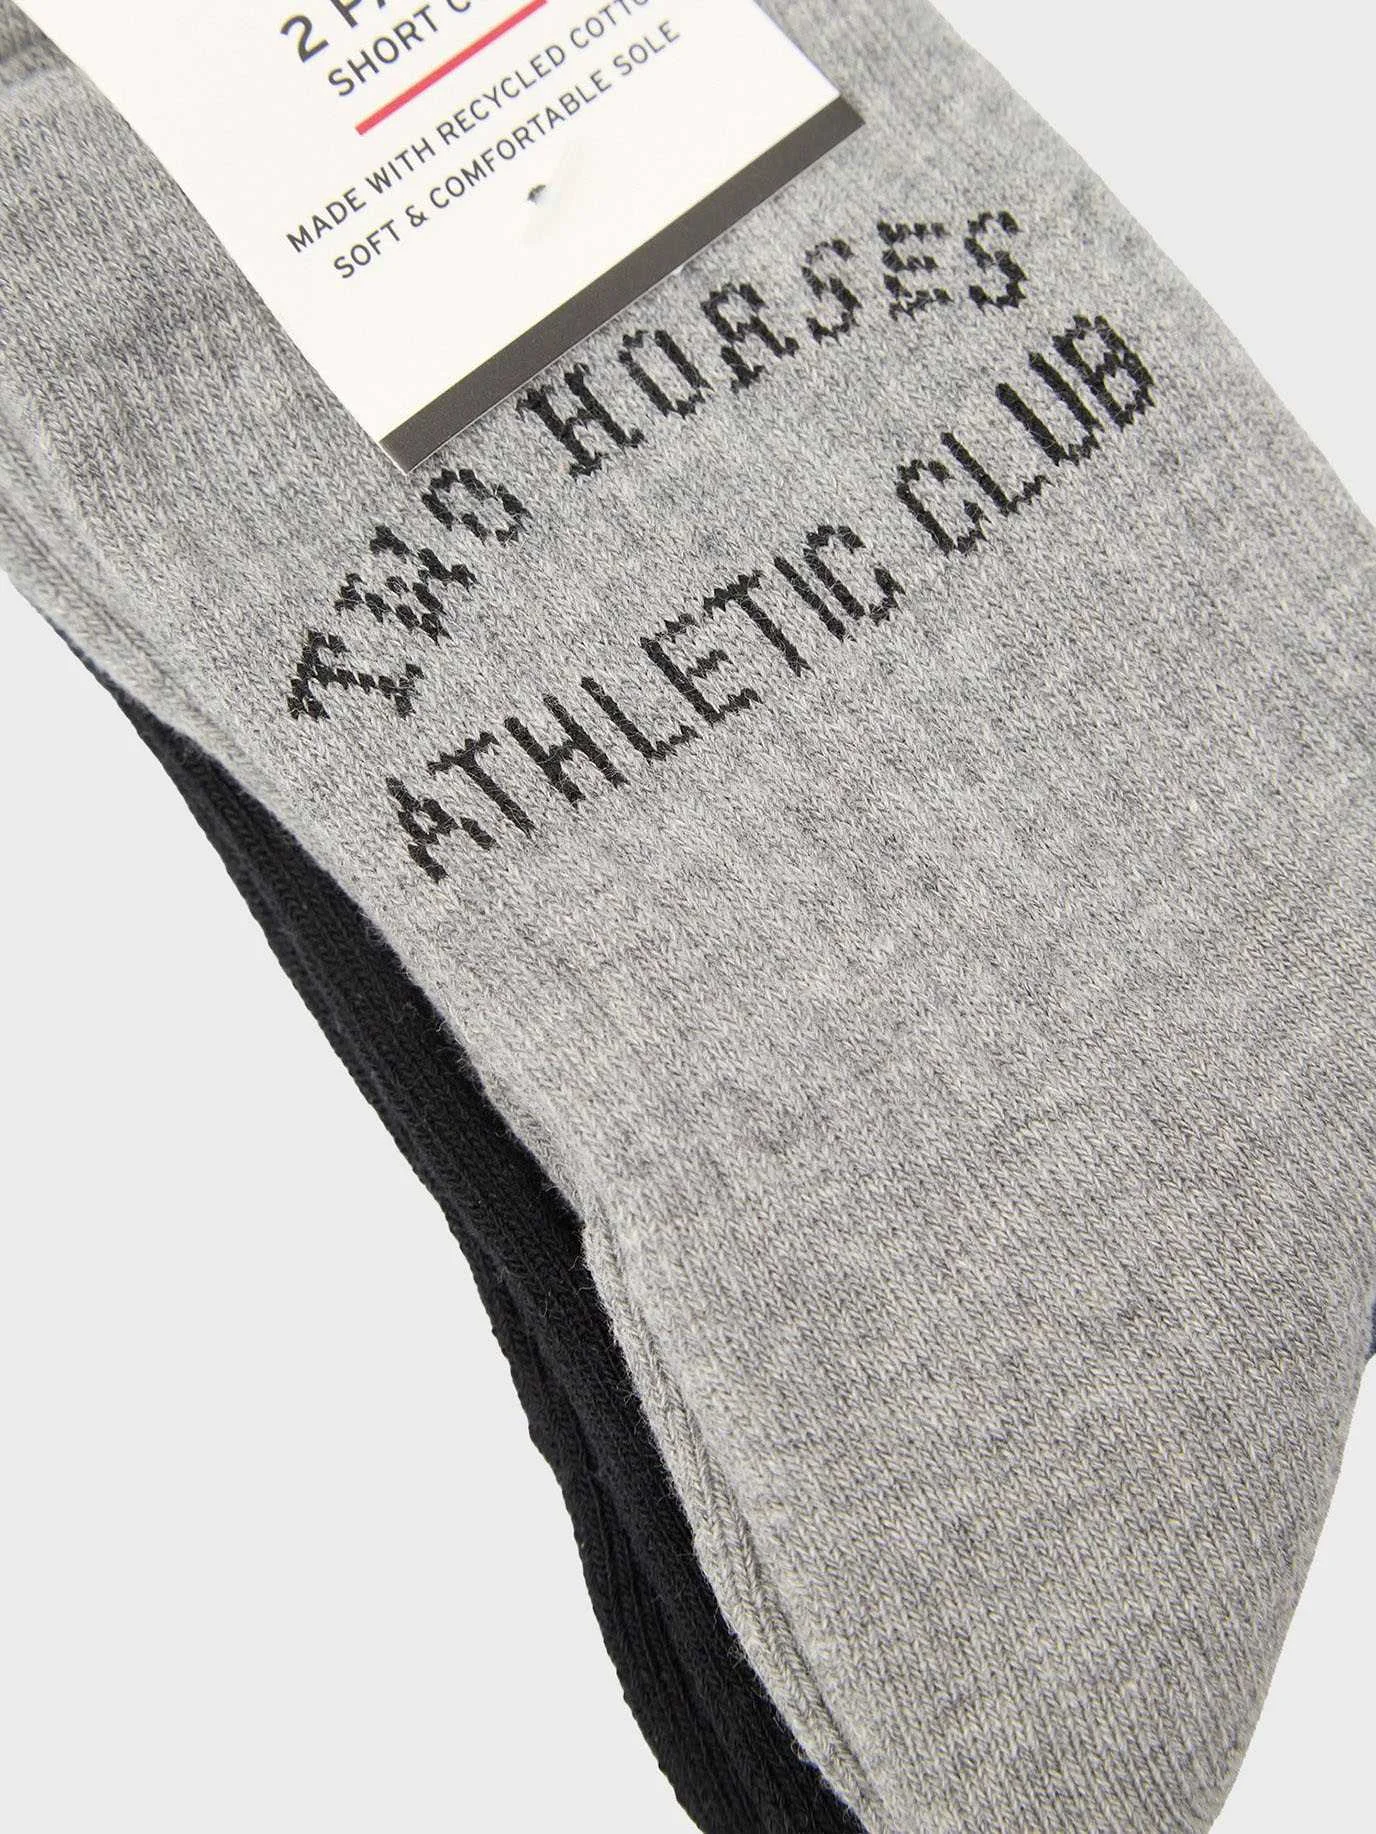 2
SHORT
MADE WITH RECYCLED
SOFT & COMFORTABLE SOLE
TWO HORSES
ATHLETIC CLUB